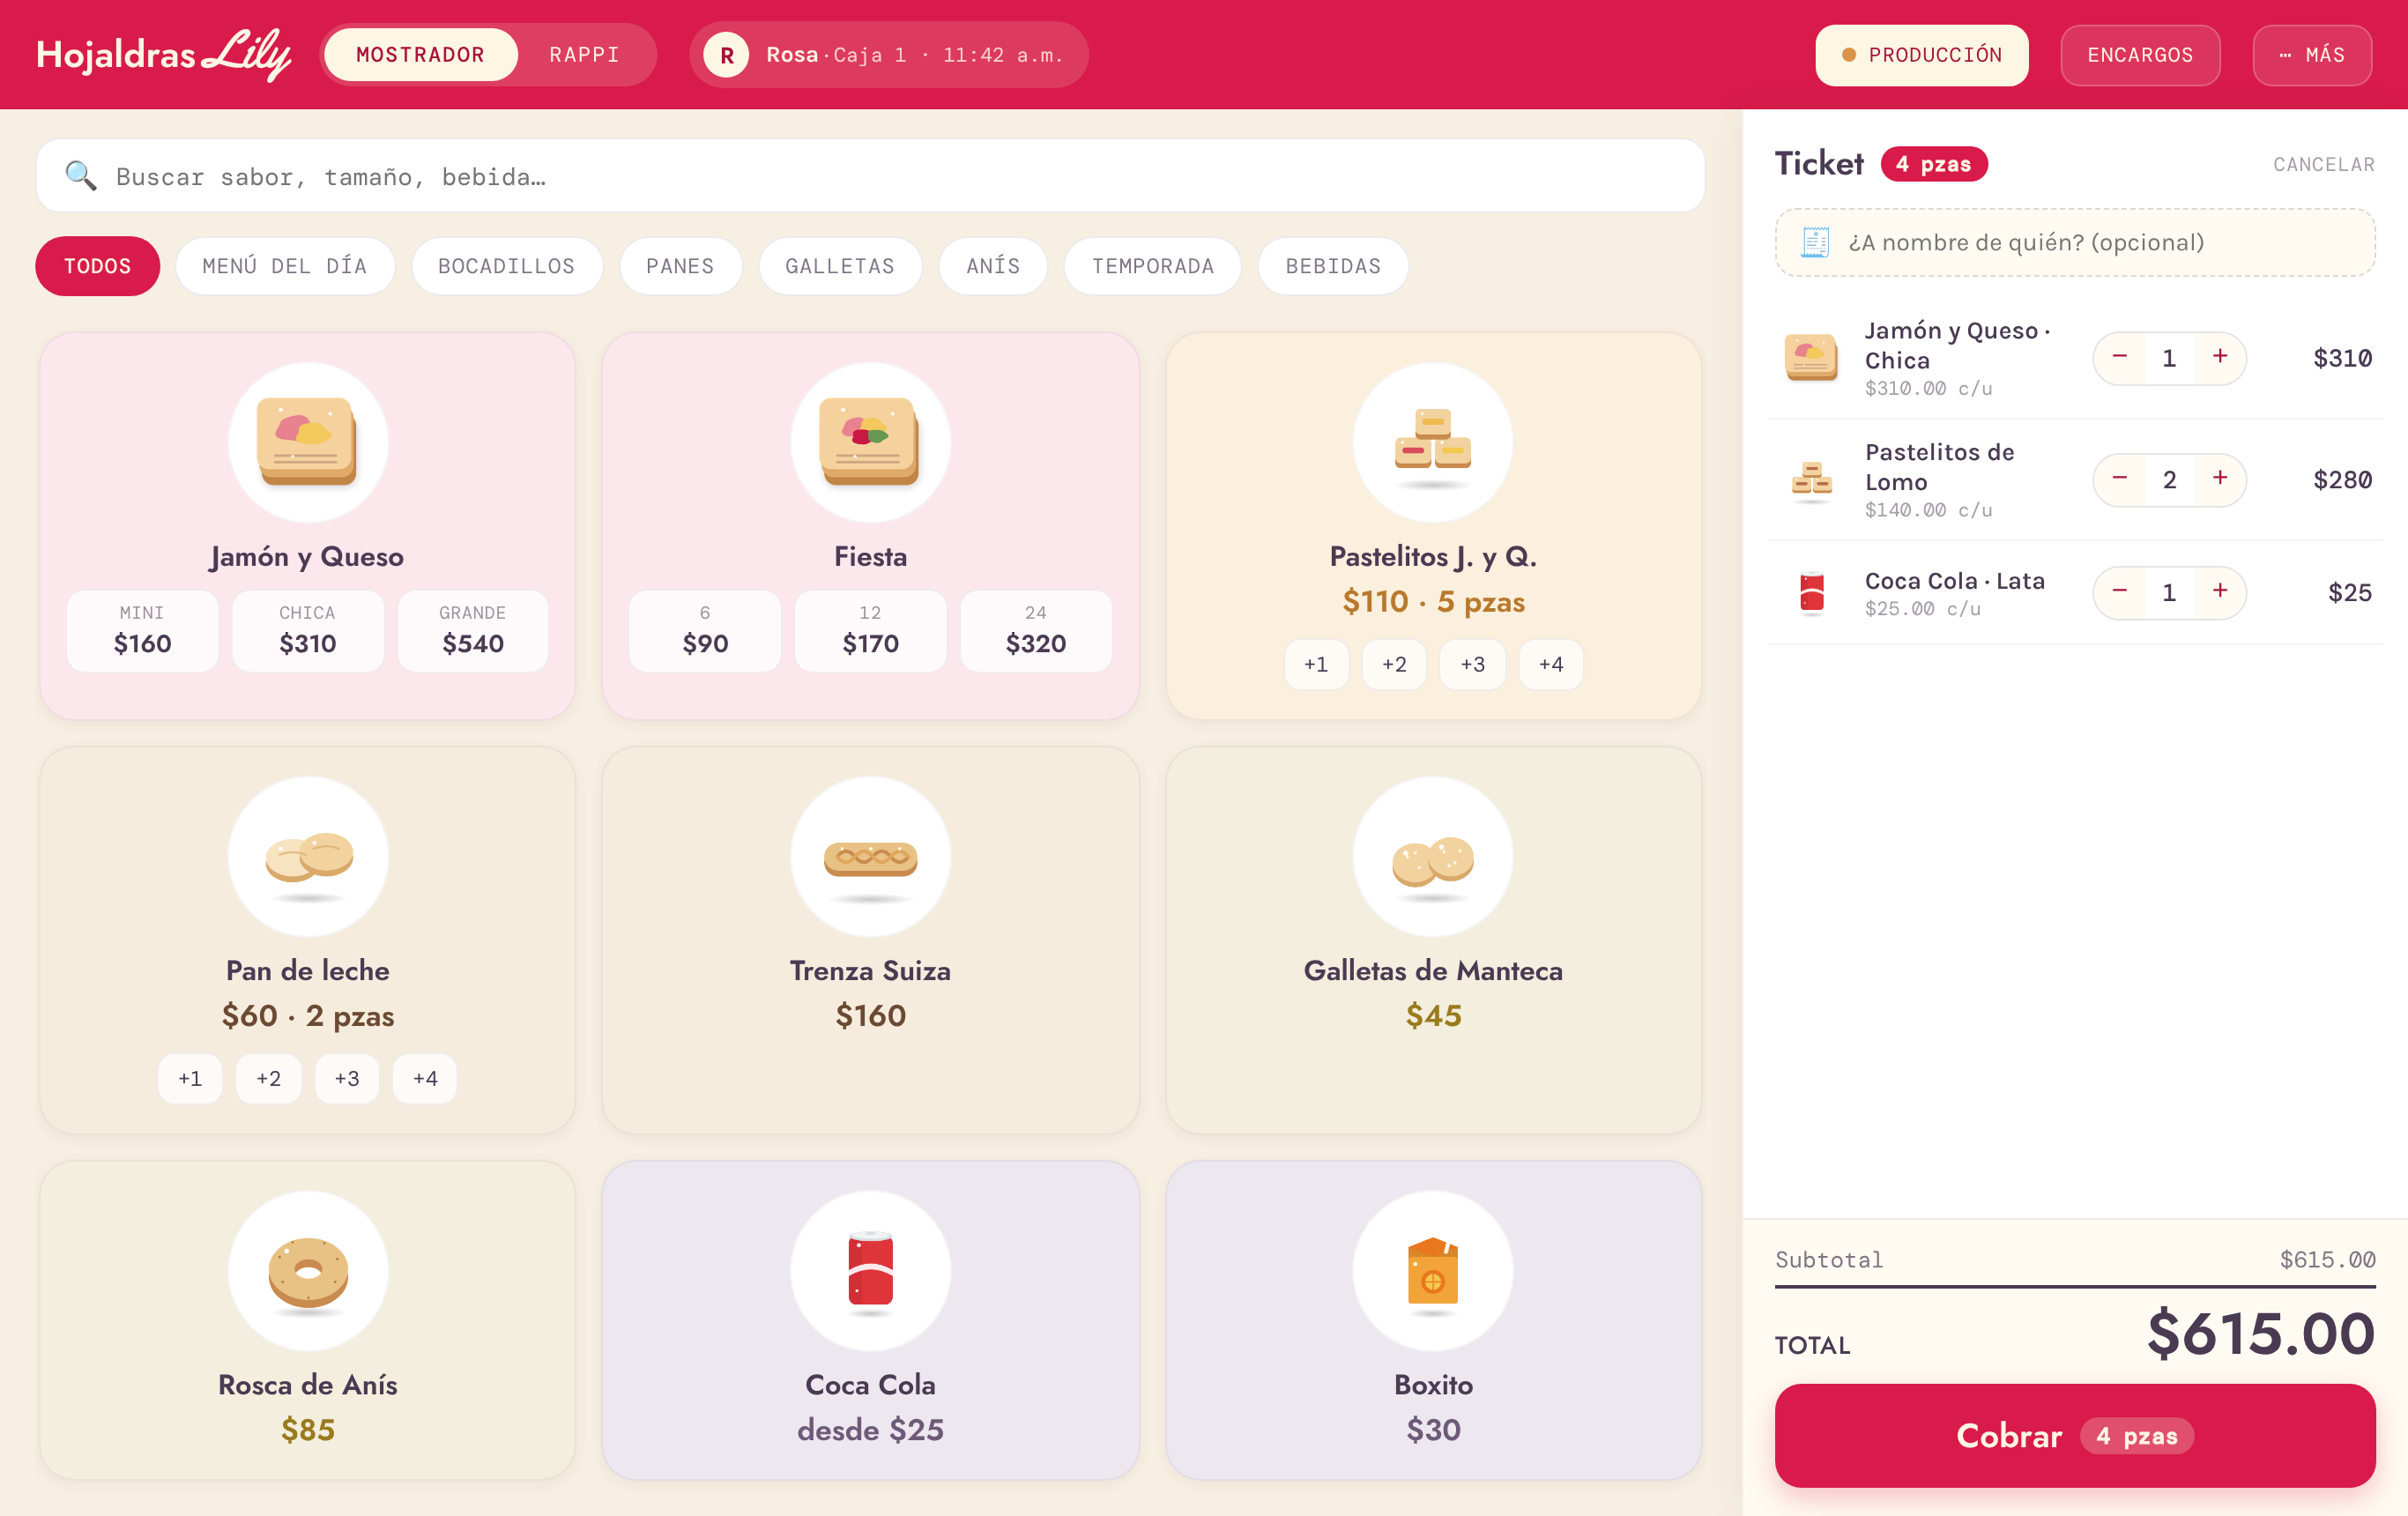 Hojaldras Lily
MOSTRADOR
RAPPI
R
Rosa · Caja 1 · 11:42 a.m.
PRODUCCIÓN
ENCARGOS
⋯ MÁS
Buscar sabor, tamaño, bebida…
TODOS
MENÚ DEL DÍA
BOCADILLOS
PANES
GALLETAS
ANÍS
TEMPORADA
BEBIDAS
Jamón y Queso
MINI
$160
CHICA
$310
GRANDE
$540
Fiesta
6
$90
12
$170
24
$320
Pastelitos J. y Q.
$110 · 5 pzas
+1
+2
+3
+4
Pan de leche
$60 · 2 pzas
+1
+2
+3
+4
Trenza Suiza
$160
Galletas de Manteca
$45
Rosca de Anís
$85
Coca Cola
desde $25
Boxito
$30
Ticket
4 pzas
CANCELAR
¿A nombre de quién? (opcional)
Jamón y Queso ·
Chica
$310.00 c/u
− 1 +
$310
Pastelitos de
Lomo
$140.00 c/u
− 2 +
$280
Coca Cola · Lata
$25.00 c/u
− 1 +
$25
Subtotal
$615.00
TOTAL
$615.00
Cobrar
4 pzas